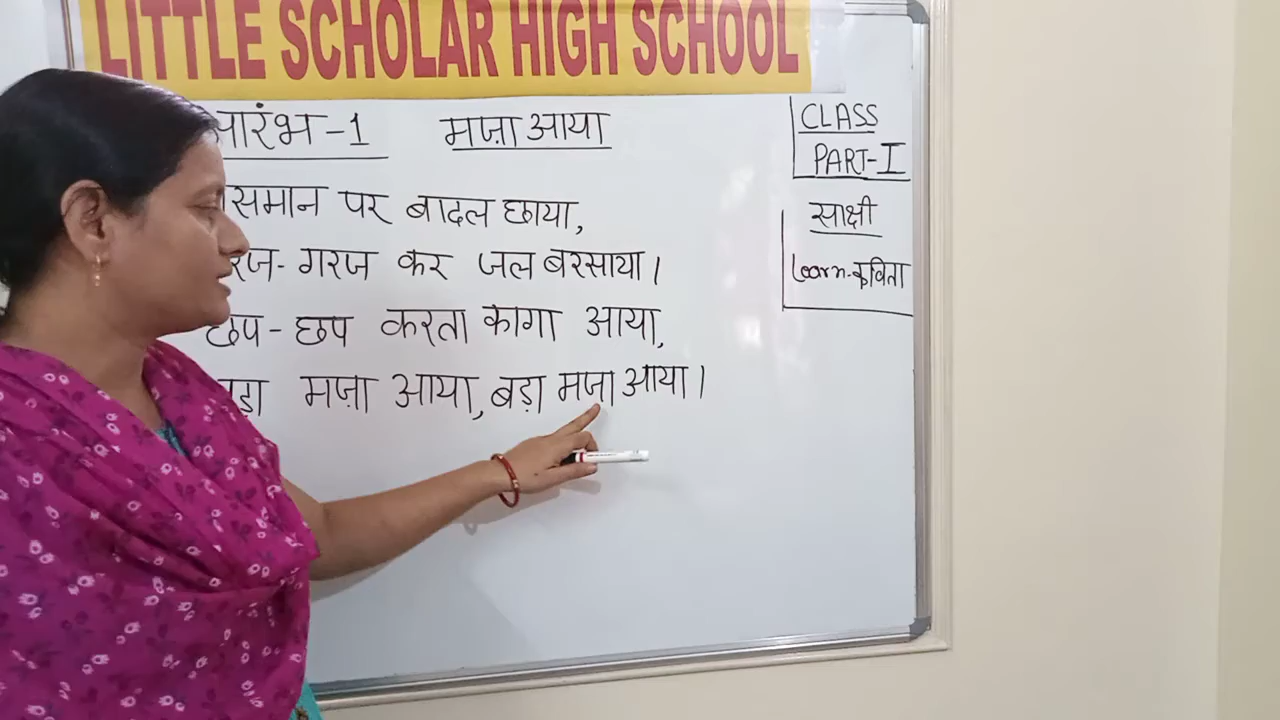 LITTLE SCHOLAR HIGH SCHOOL
प्रारंभ-1 मज़ा आया
समान पर बादल छाया,
रज-गरज कर जल बरसाया।
छप-छप करता कागा आया,
ड़ा मज़ा आया, बड़ा मज़ा आया।
CLASS
PART-I
साक्षी
Learn-कविता